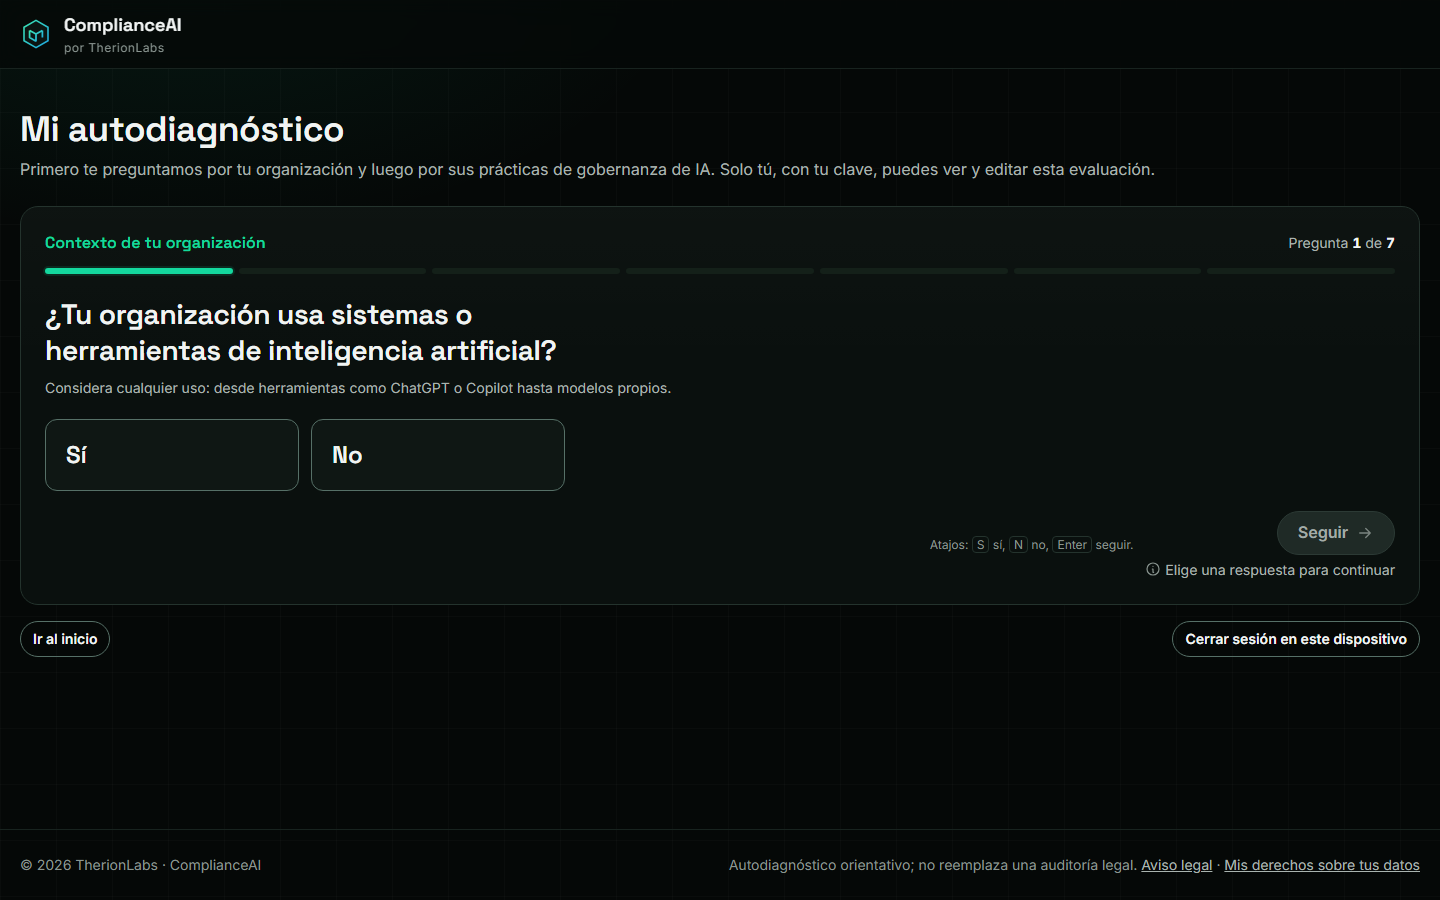 ComplianceAI
por TherionLabs
Mi autodiagnóstico
Primero te preguntamos por tu organización y luego por sus prácticas de gobernanza de IA. Solo tú, con tu clave, puedes ver y editar esta evaluación.
Contexto de tu organización
Pregunta 1 de 7
¿Tu organización usa sistemas o
herramientas de inteligencia artificial?
Considera cualquier uso: desde herramientas como ChatGPT o Copilot hasta modelos propios.
Sí
No
Seguir →
Atajos: S sí, N no, Enter seguir.
Elige una respuesta para continuar
Ir al inicio
Cerrar sesión en este dispositivo
© 2026 TherionLabs · ComplianceAI
Autodiagnóstico orientativo; no reemplaza una auditoría legal. Aviso legal · Mis derechos sobre tus datos